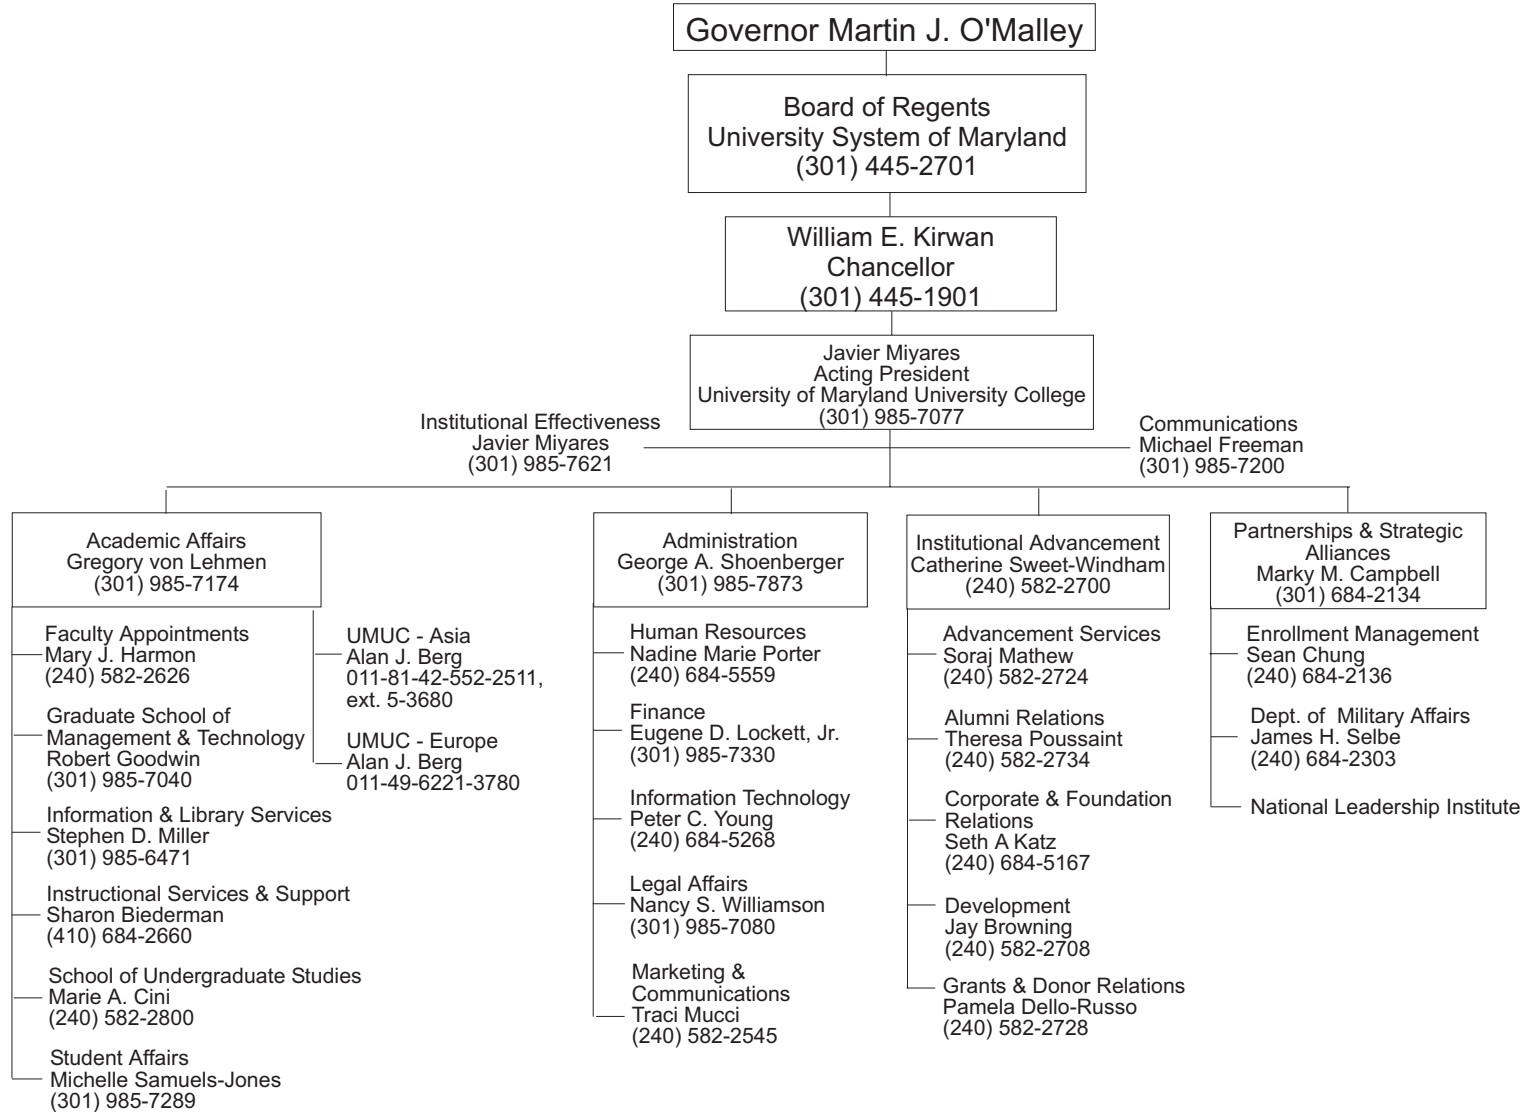 Governor Martin J. O'Malley
Board of Regents
University System of Maryland
(301) 445-2701
William E. Kirwan
Chancellor
(301) 445-1901
Javier Miyares
Acting President
University of Maryland University College
(301) 985-7077
Institutional Effectiveness
Javier Miyares
(301) 985-7621
Communications
Michael Freeman
(301) 985-7200
Academic Affairs
Gregory von Lehmen
(301) 985-7174
Faculty Appointments
Mary J. Harmon
(240) 582-2626
Graduate School of
Management & Technology
Robert Goodwin
(301) 985-7040
Information & Library Services
Stephen D. Miller
(301) 985-6471
Instructional Services & Support
Sharon Biederman
(410) 684-2660
School of Undergraduate Studies
Marie A. Cini
(240) 582-2800
Student Affairs
Michelle Samuels-Jones
(301) 985-7289
UMUC - Asia
Alan J. Berg
011-81-42-552-2511,
ext. 5-3680
UMUC - Europe
Alan J. Berg
011-49-6221-3780
Administration
George A. Shoenberger
(301) 985-7873
Human Resources
Nadine Marie Porter
(240) 684-5559
Finance
Eugene D. Lockett, Jr.
(301) 985-7330
Information Technology
Peter C. Young
(240) 684-5268
Legal Affairs
Nancy S. Williamson
(301) 985-7080
Marketing &
Communications
Traci Mucci
(240) 582-2545
Institutional Advancement
Catherine Sweet-Windham
(240) 582-2700
Advancement Services
Soraj Mathew
(240) 582-2724
Alumni Relations
Theresa Poussaint
(240) 582-2734
Corporate & Foundation
Relations
Seth A Katz
(240) 684-5167
Development
Jay Browning
(240) 582-2708
Grants & Donor Relations
Pamela Dello-Russo
(240) 582-2728
Partnerships & Strategic
Alliances
Marky M. Campbell
(301) 684-2134
Enrollment Management
Sean Chung
(240) 684-2136
Dept. of Military Affairs
James H. Selbe
(240) 684-2303
National Leadership Institute